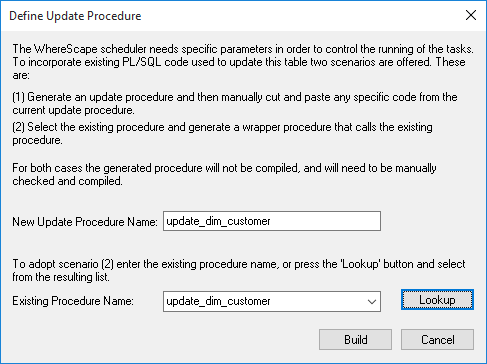 Define Update Procedure
The WhereScape scheduler needs specific parameters in order to control the running of the tasks.
To incorporate existing PL/SQL code used to update this table two scenarios are offered. These
are:
(1) Generate an update procedure and then manually cut and paste any specific code from the
current update procedure.
(2) Select the existing procedure and generate a wrapper procedure that calls the existing
procedure.
For both cases the generated procedure will not be compiled, and will need to be manually
checked and compiled.
New Update Procedure Name: update_dim_customer
To adopt scenario (2) enter the existing procedure name, or press the 'Lookup' button and select
from the resulting list.
Existing Procedure Name: update_dim_customer Lookup
Build Cancel